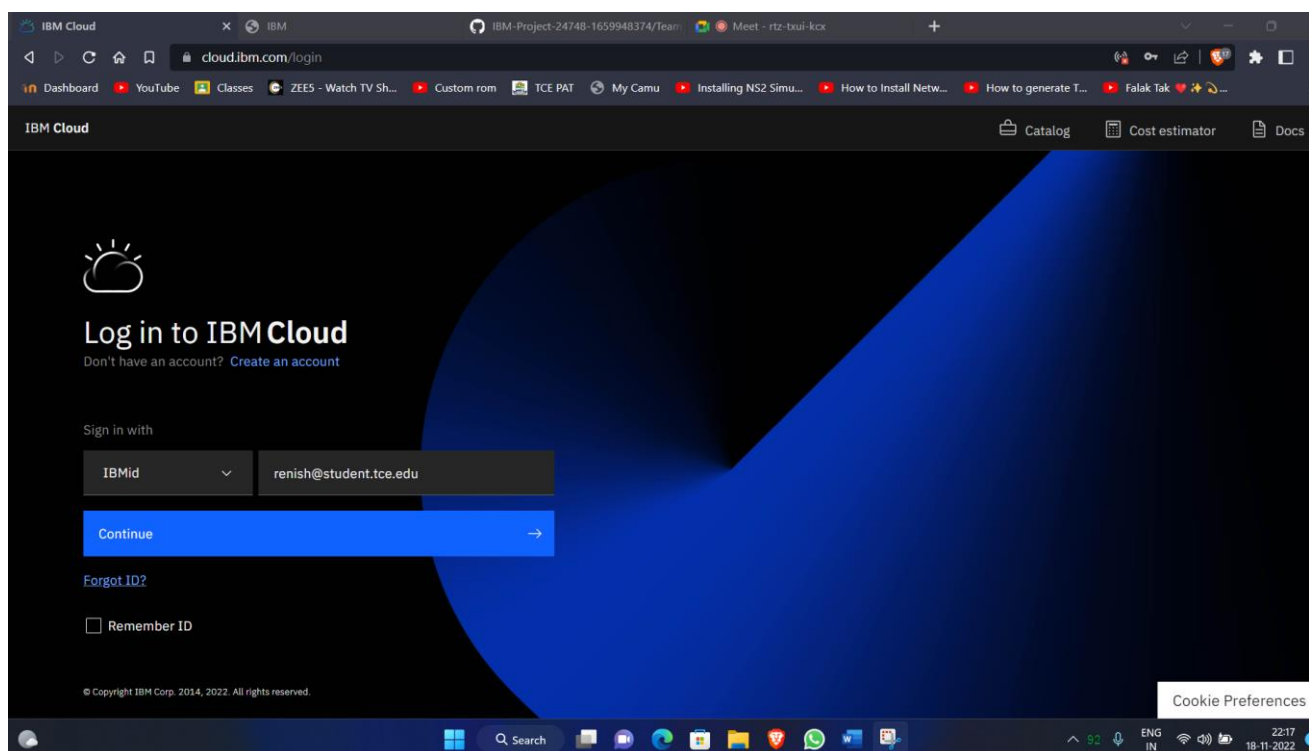 IBM Cloud
IBM
IBM-Project-24748-1659948374/Team
Meet - rtz-txui-kcx
cloud.ibm.com/login
Dashboard
YouTube
Classes
ZEE5 - Watch TV Sh...
Custom rom
TCE PAT
My Camu
Installing NS2 Simu...
How to Install Netw...
How to generate T...
Falak Tak
IBM Cloud
Catalog
Cost estimator
Docs
Log in to IBM Cloud
Don't have an account? Create an account
Sign in with
IBMid
renish@student.tce.edu
Continue
Forgot ID?
Remember ID
© Copyright IBM Corp. 2014, 2022. All rights reserved.
Cookie Preferences
Search
92
ENG
IN
22:17
18-11-2022